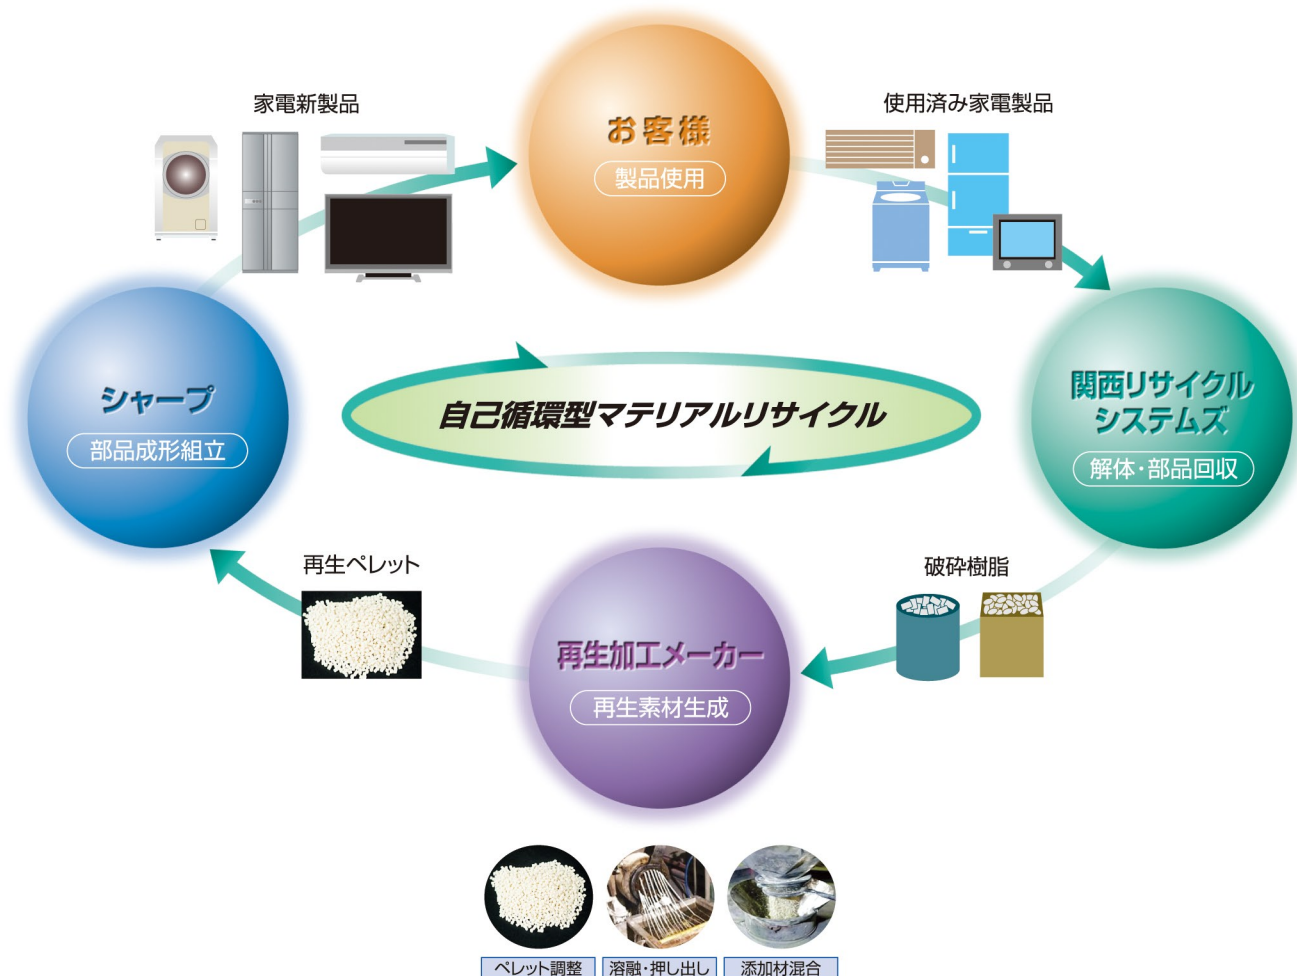 家電新製品
使用済み家電製品
お客様
製品使用
シャープ
部品成形組立
自己循環型マテリアルリサイクル
関西リサイクル
システムズ
解体・部品回収
再生ペレット
破砕樹脂
再生加工メーカー
再生素材生成
ペレット調整
溶融・押し出し
添加材混合